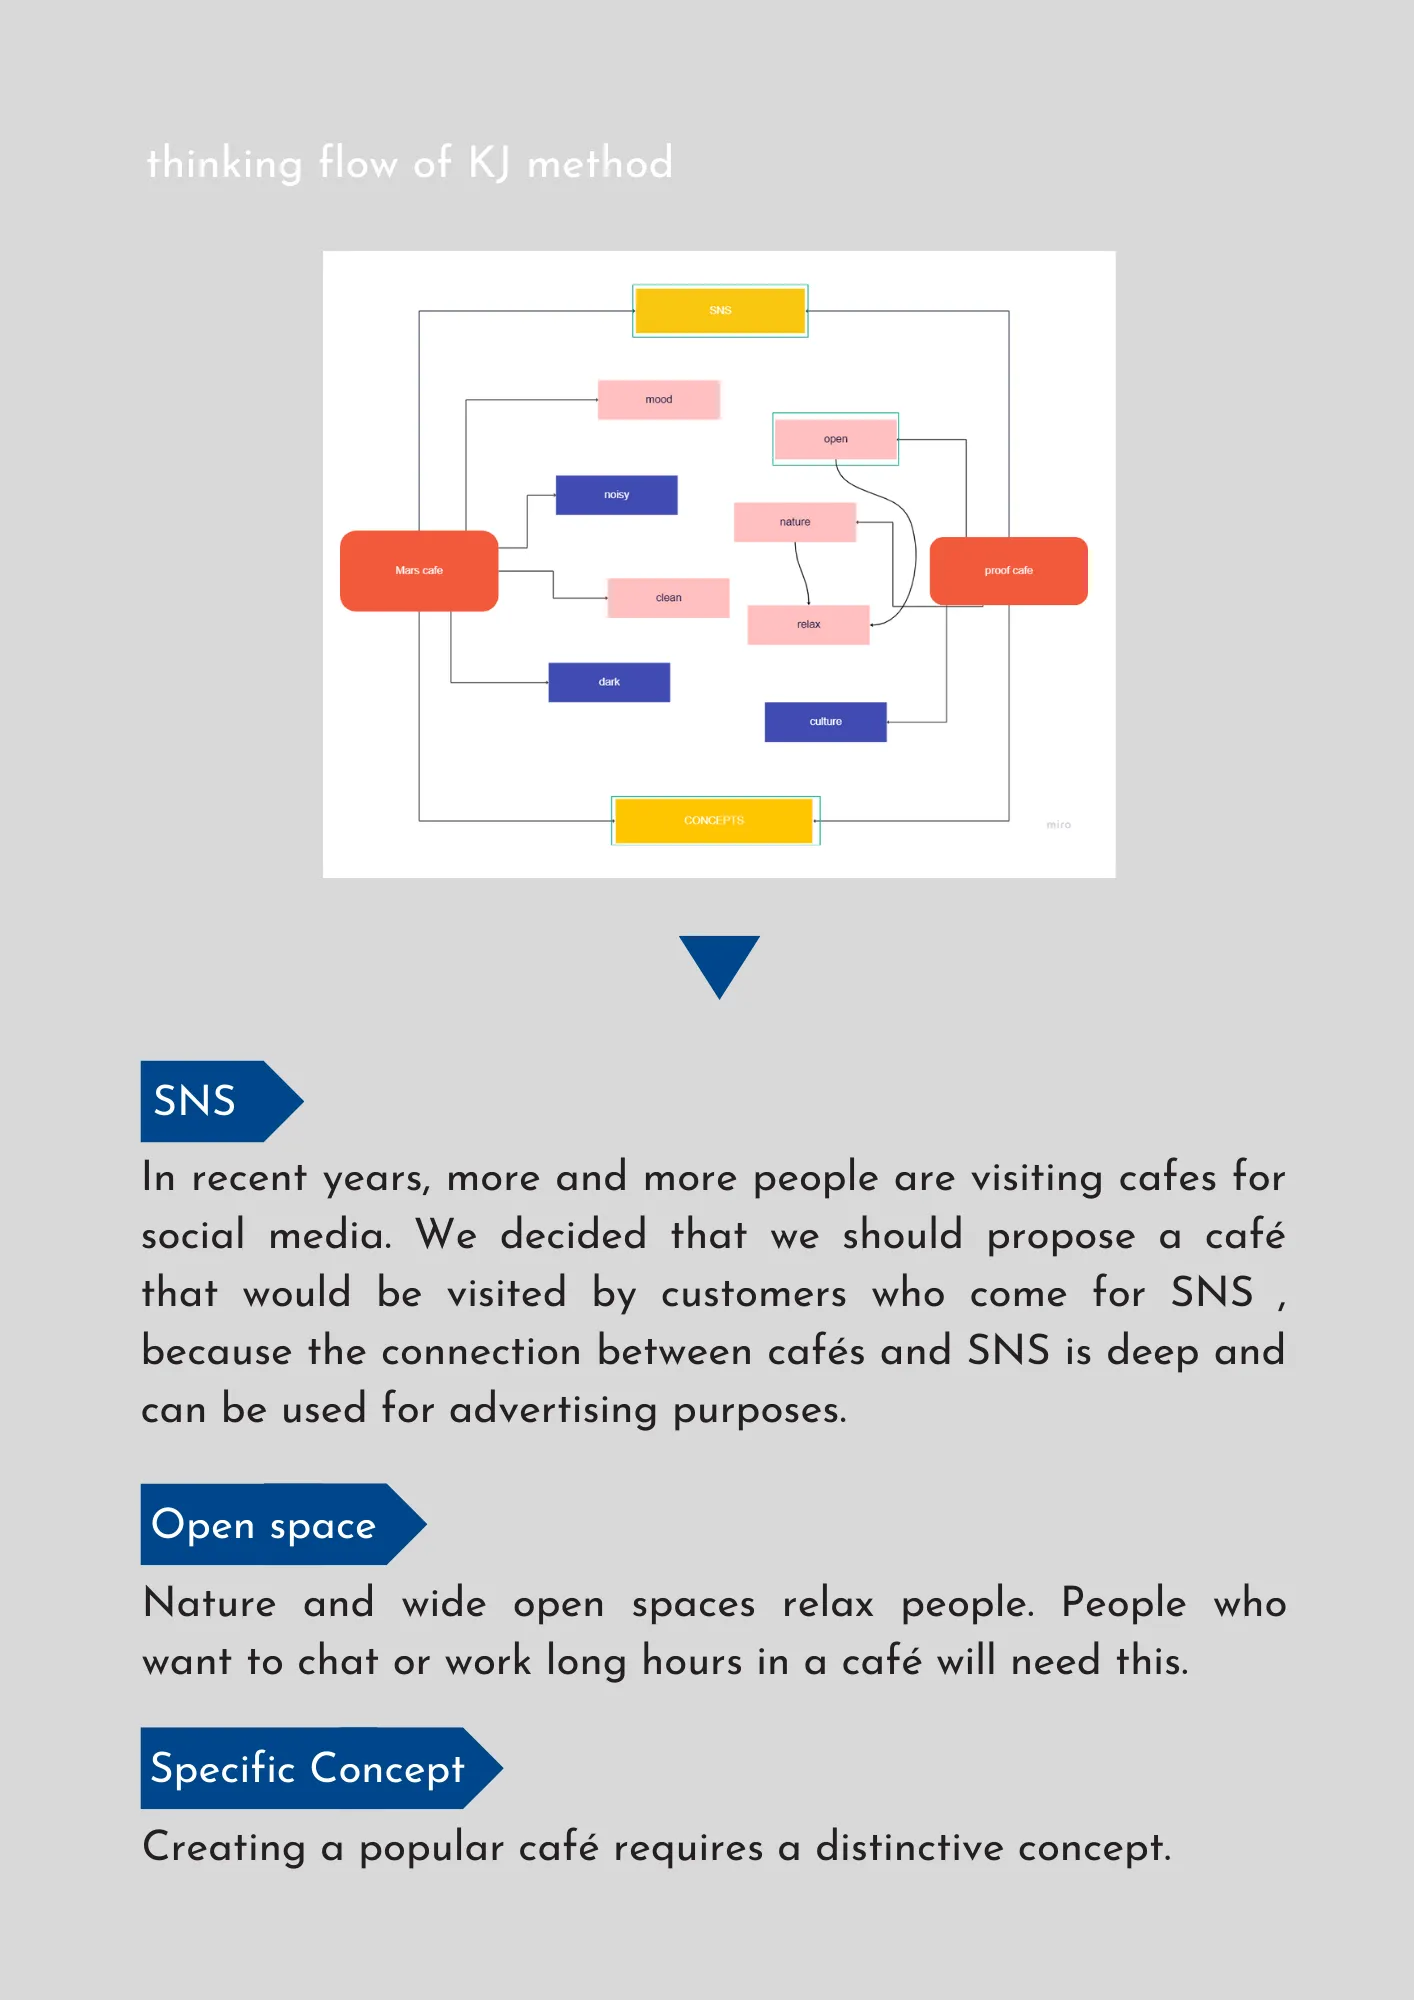 thinking flow of KJ method
SNS
mood
open
noisy
nature
Mars cafe
proof cafe
clean
relax
dark
culture
CONCEPTS
miro
SNS
In recent years, more and more people are visiting cafes for
social media. We decided that we should propose a café
that would be visited by customers who come for SNS ,
because the connection between cafés and SNS is deep and
can be used for advertising purposes.
Open space
Nature and wide open spaces relax people. People who
want to chat or work long hours in a café will need this.
Specific Concept
Creating a popular café requires a distinctive concept.